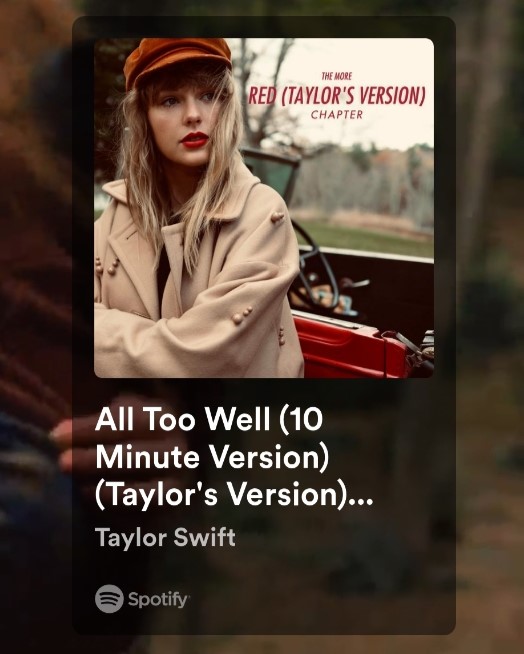 THE MORE
RED (TAYLOR'S VERSION)
CHAPTER
All Too Well (10
Minute Version)
(Taylor's Version)...
Taylor Swift
Spotify